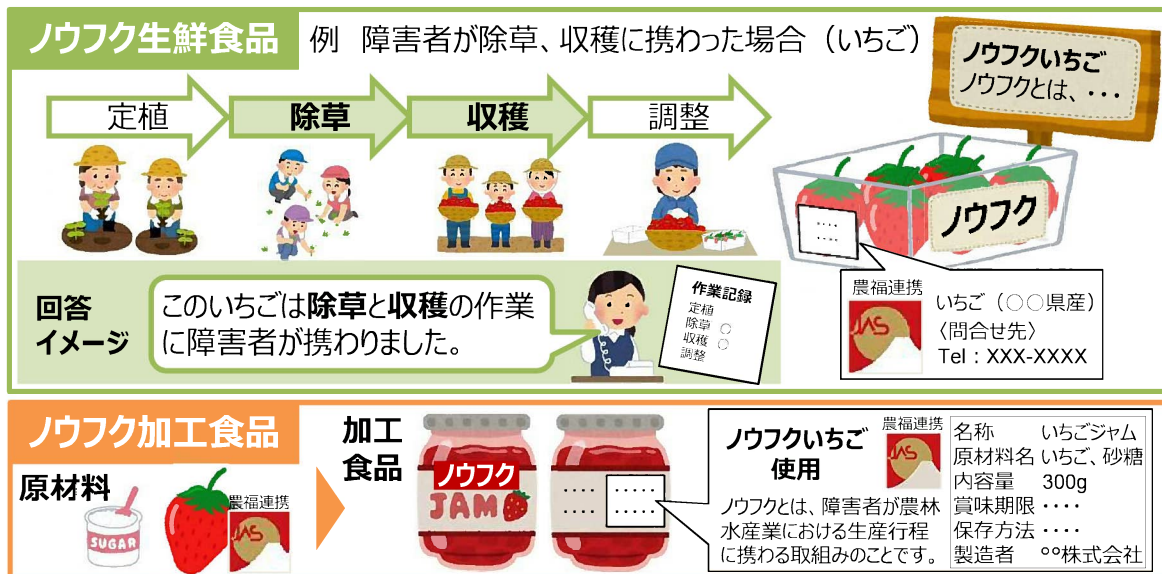 ノウフク生鮮食品
例 障害者が除草、収穫に携わった場合（いちご）
定植
除草
収穫
調整
ノウフクいちご
ノウフクとは、・・・
ノウフク
・・・・
・・・・
回答
イメージ
このいちごは除草と収穫の作業
に障害者が携わりました。
作業記録
定植
除草 ○
収穫 ○
調整
農福連携
JAS
いちご（○○県産）
〈問合せ先〉
Tel：XXX-XXXX
ノウフク加工食品
原材料
SUGAR
農福連携
JAS
加工
食品
ノウフク
JAM
・・・・ ・・・・
・・・・ ・・・・
ノウフクいちご
使用
農福連携
JAS
ノウフクとは、障害者が農林
水産業における生産行程
に携わる取組みのことです。
名称 いちごジャム
原材料名 いちご、砂糖
内容量 300g
賞味期限 ・・・・
保存方法 ・・・・
製造者 °°株式会社